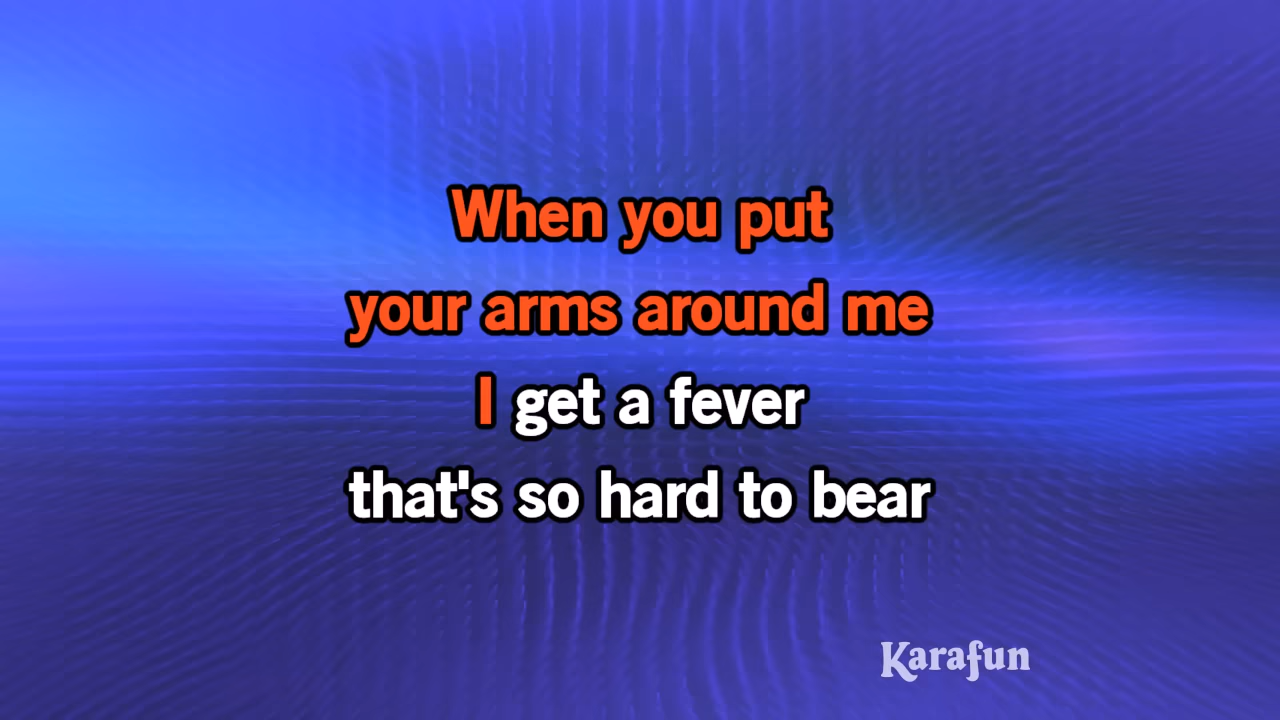 When you put
your arms around me
I get a fever
that's so hard to bear
Karafun